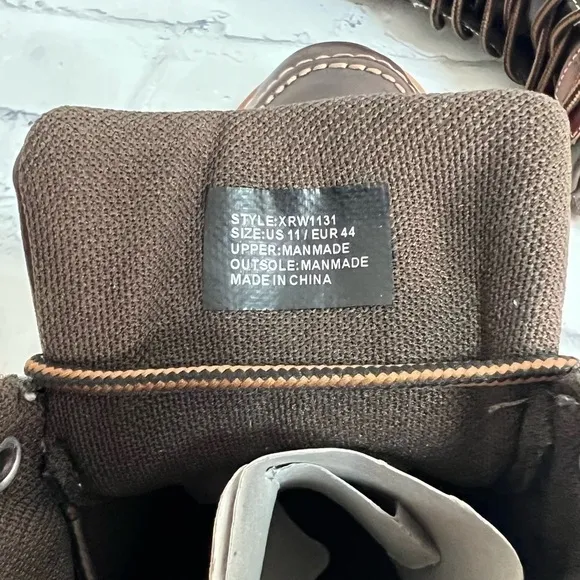 STYLE:XRW1131
SIZE:US 11 / EUR 44
UPPER:MANMADE
OUTSOLE:MANMADE
MADE IN CHINA